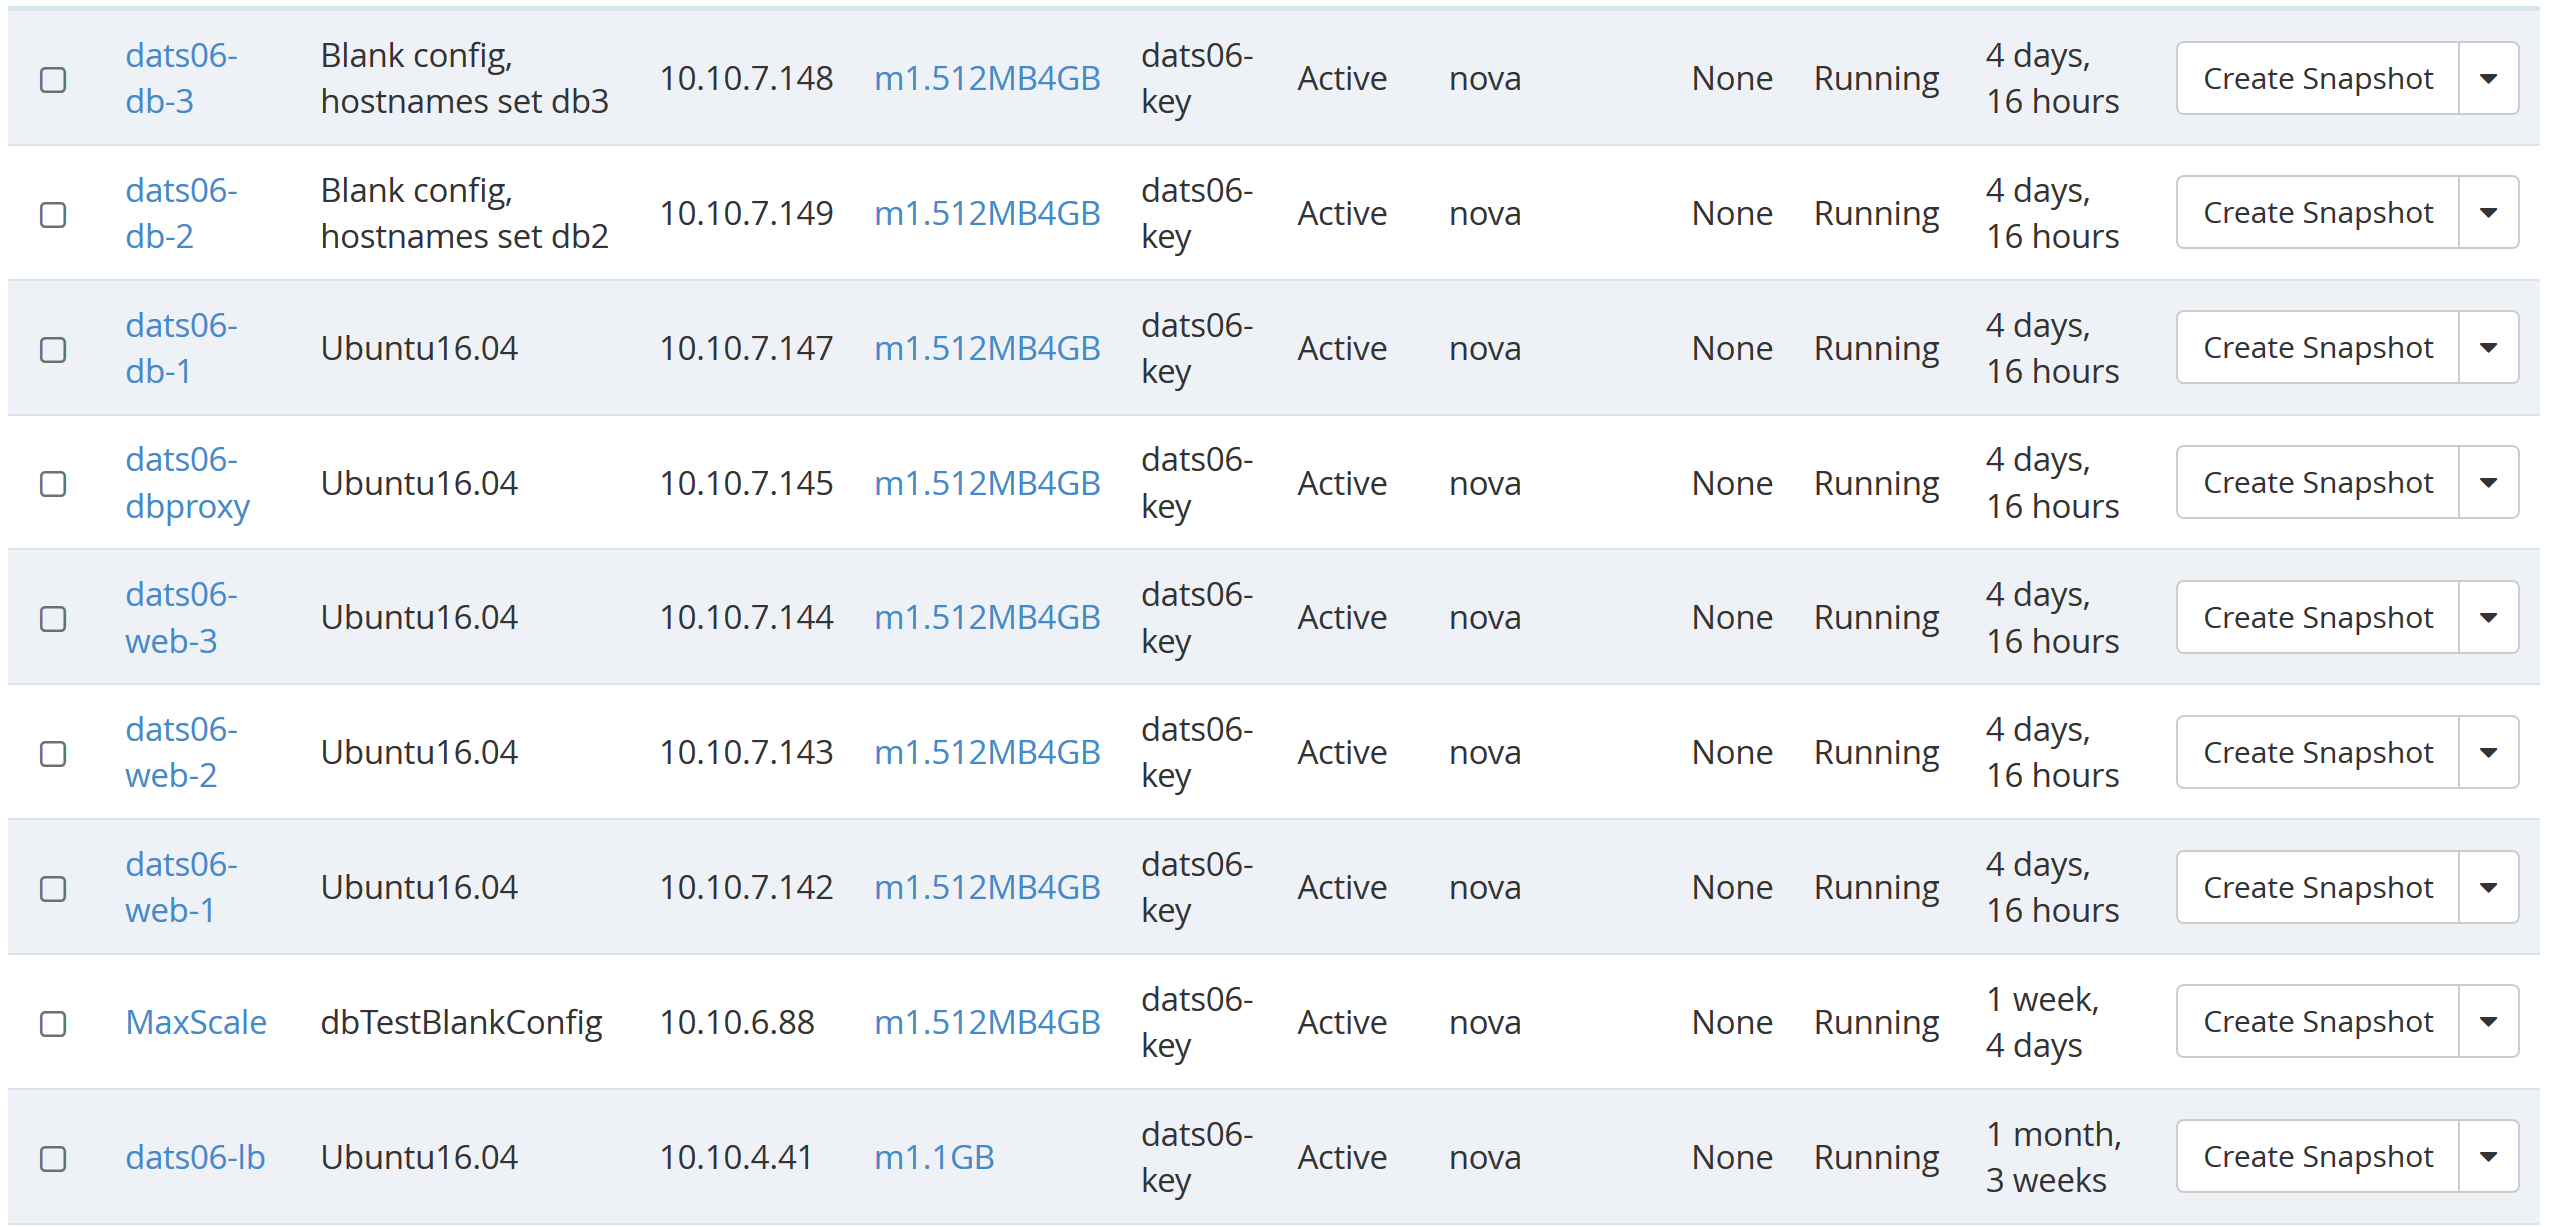 dats06-db-3 Blank config, hostnames set db3 10.10.7.148 m1.512MB4GB dats06-key Active nova None Running 4 days, 16 hours Create Snapshot
dats06-db-2 Blank config, hostnames set db2 10.10.7.149 m1.512MB4GB dats06-key Active nova None Running 4 days, 16 hours Create Snapshot
dats06-db-1 Ubuntu16.04 10.10.7.147 m1.512MB4GB dats06-key Active nova None Running 4 days, 16 hours Create Snapshot
dats06-dbproxy Ubuntu16.04 10.10.7.145 m1.512MB4GB dats06-key Active nova None Running 4 days, 16 hours Create Snapshot
dats06-web-3 Ubuntu16.04 10.10.7.144 m1.512MB4GB dats06-key Active nova None Running 4 days, 16 hours Create Snapshot
dats06-web-2 Ubuntu16.04 10.10.7.143 m1.512MB4GB dats06-key Active nova None Running 4 days, 16 hours Create Snapshot
dats06-web-1 Ubuntu16.04 10.10.7.142 m1.512MB4GB dats06-key Active nova None Running 4 days, 16 hours Create Snapshot
MaxScale dbTestBlankConfig 10.10.6.88 m1.512MB4GB dats06-key Active nova None Running 1 week, 4 days Create Snapshot
dats06-lb Ubuntu16.04 10.10.4.41 m1.1GB dats06-key Active nova None Running 1 month, 3 weeks Create Snapshot